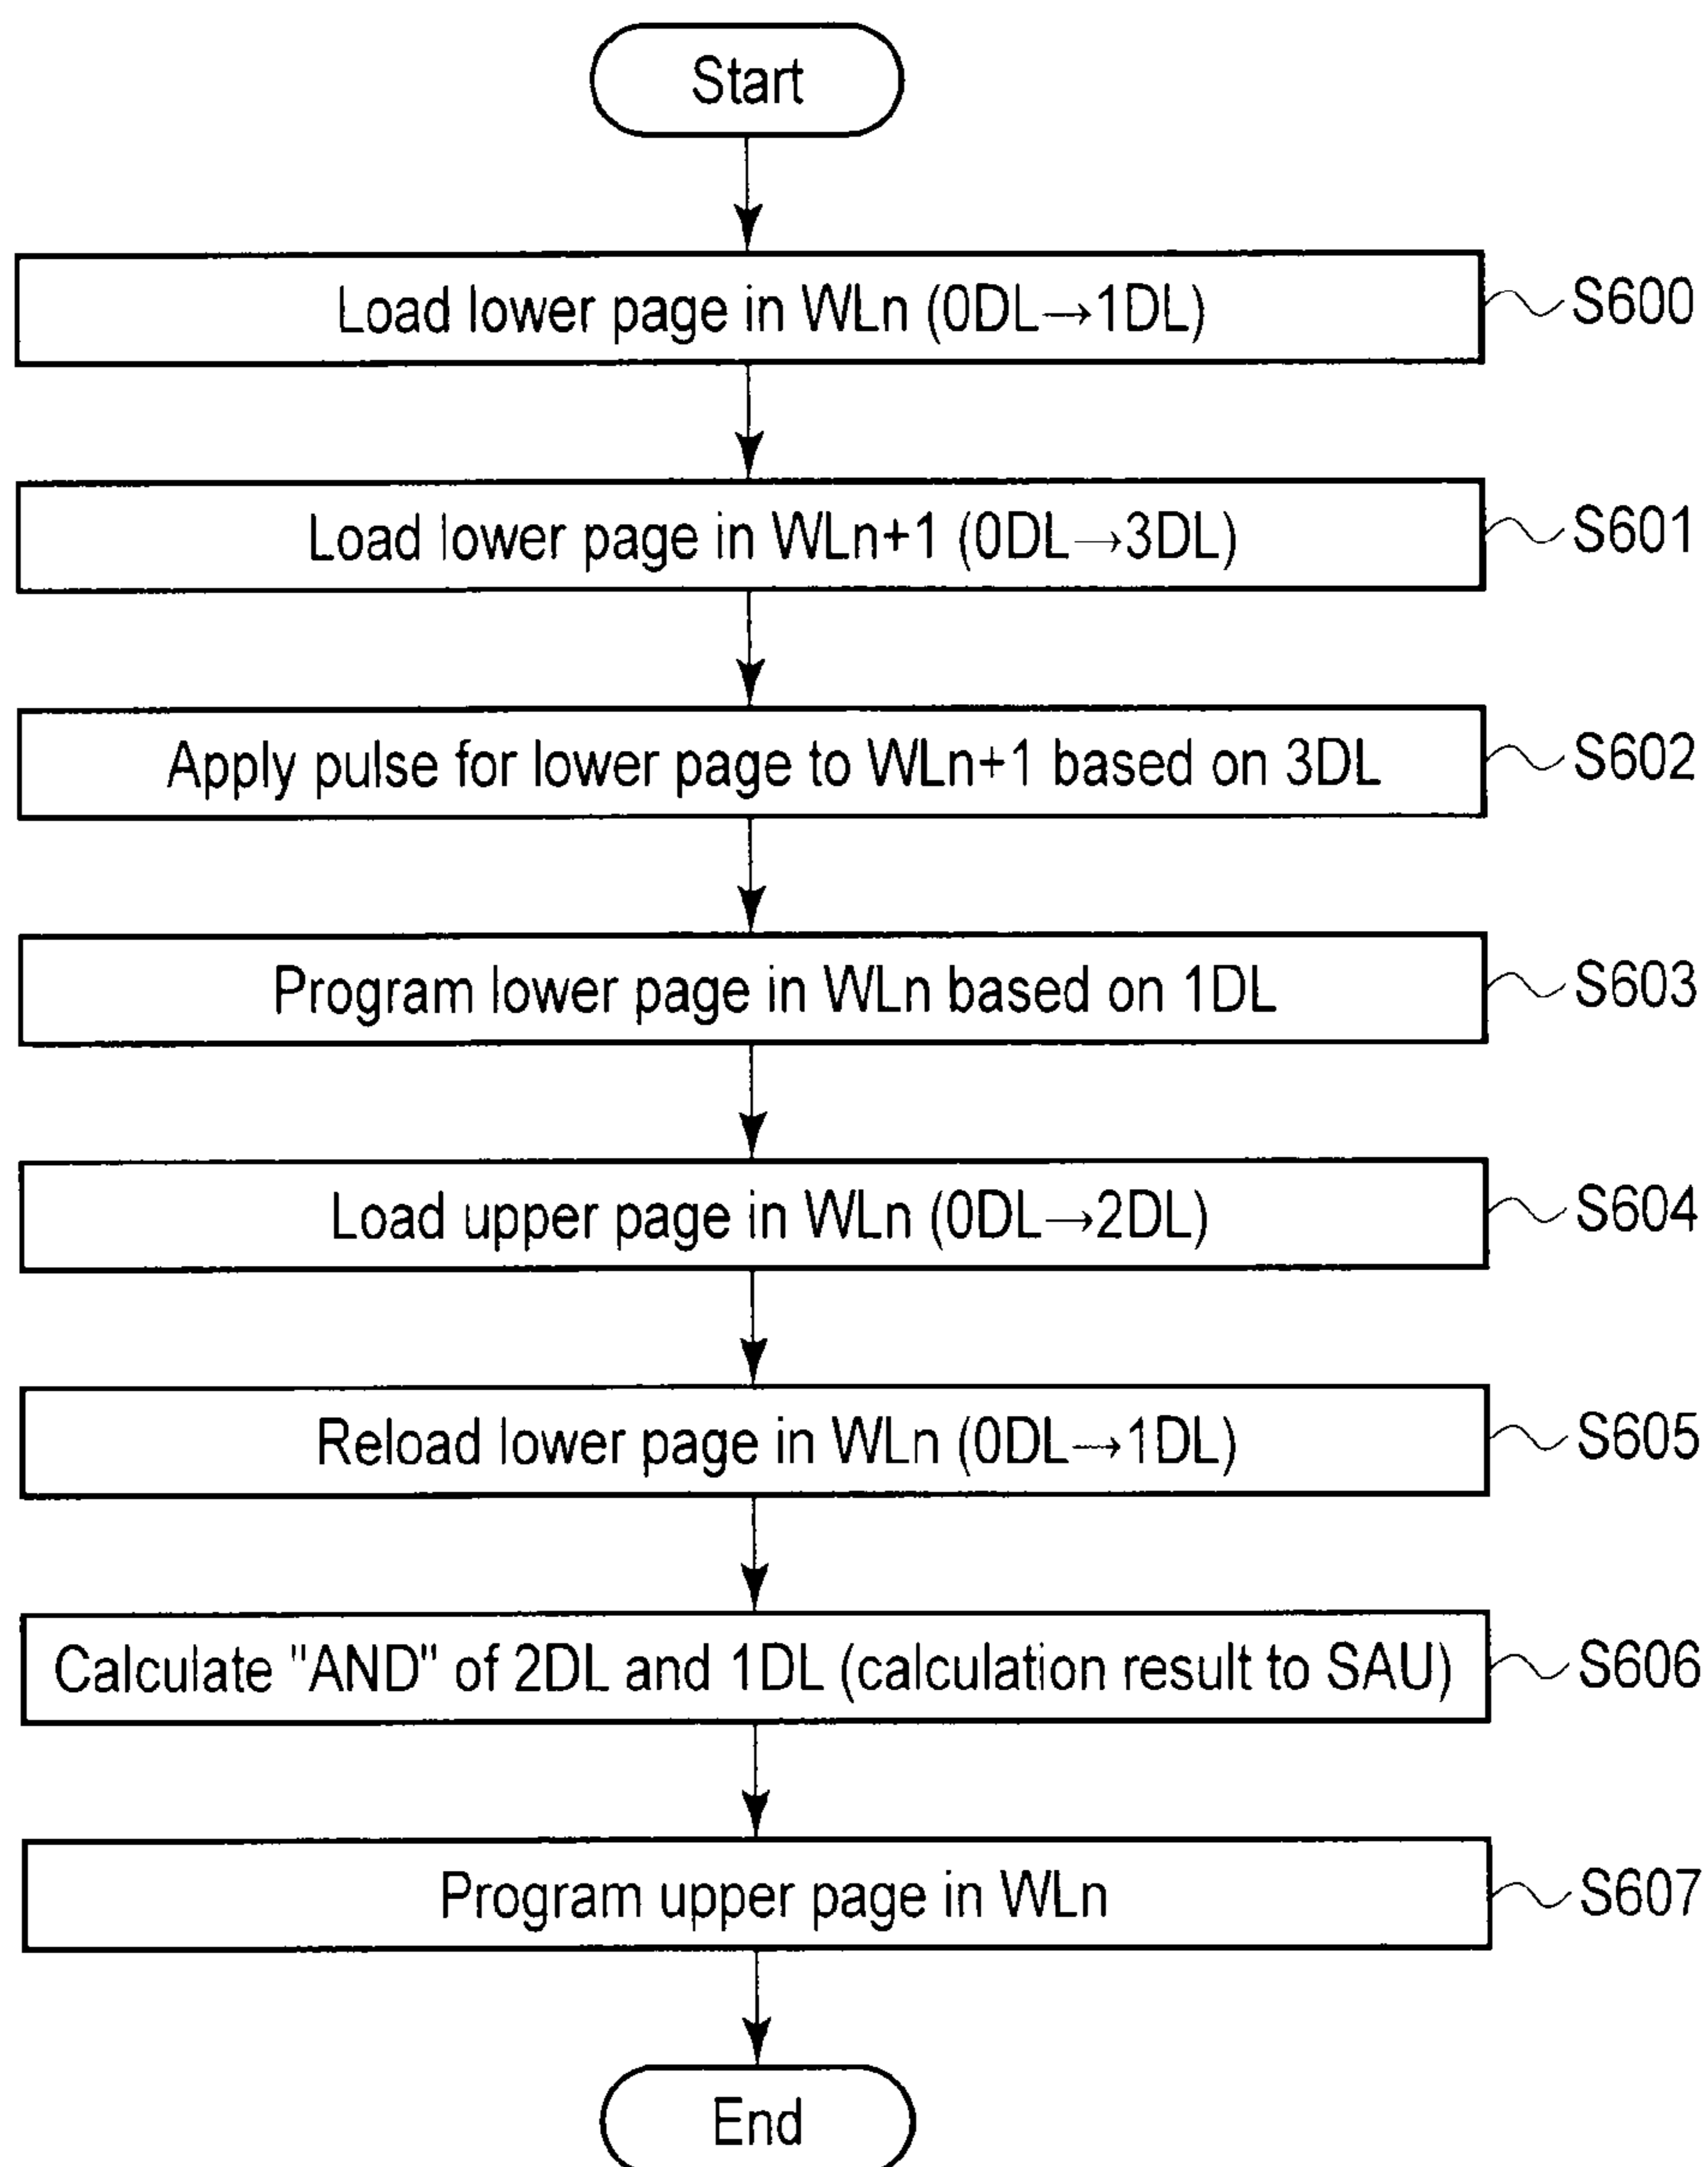 Start
Load lower page in WLn (0DL→1DL) S600
Load lower page in WLn+1 (0DL→3DL) S601
Apply pulse for lower page to WLn+1 based on 3DL S602
Program lower page in WLn based on 1DL S603
Load upper page in WLn (0DL→2DL) S604
Reload lower page in WLn (0DL→1DL) S605
Calculate "AND" of 2DL and 1DL (calculation result to SAU) S606
Program upper page in WLn S607
End